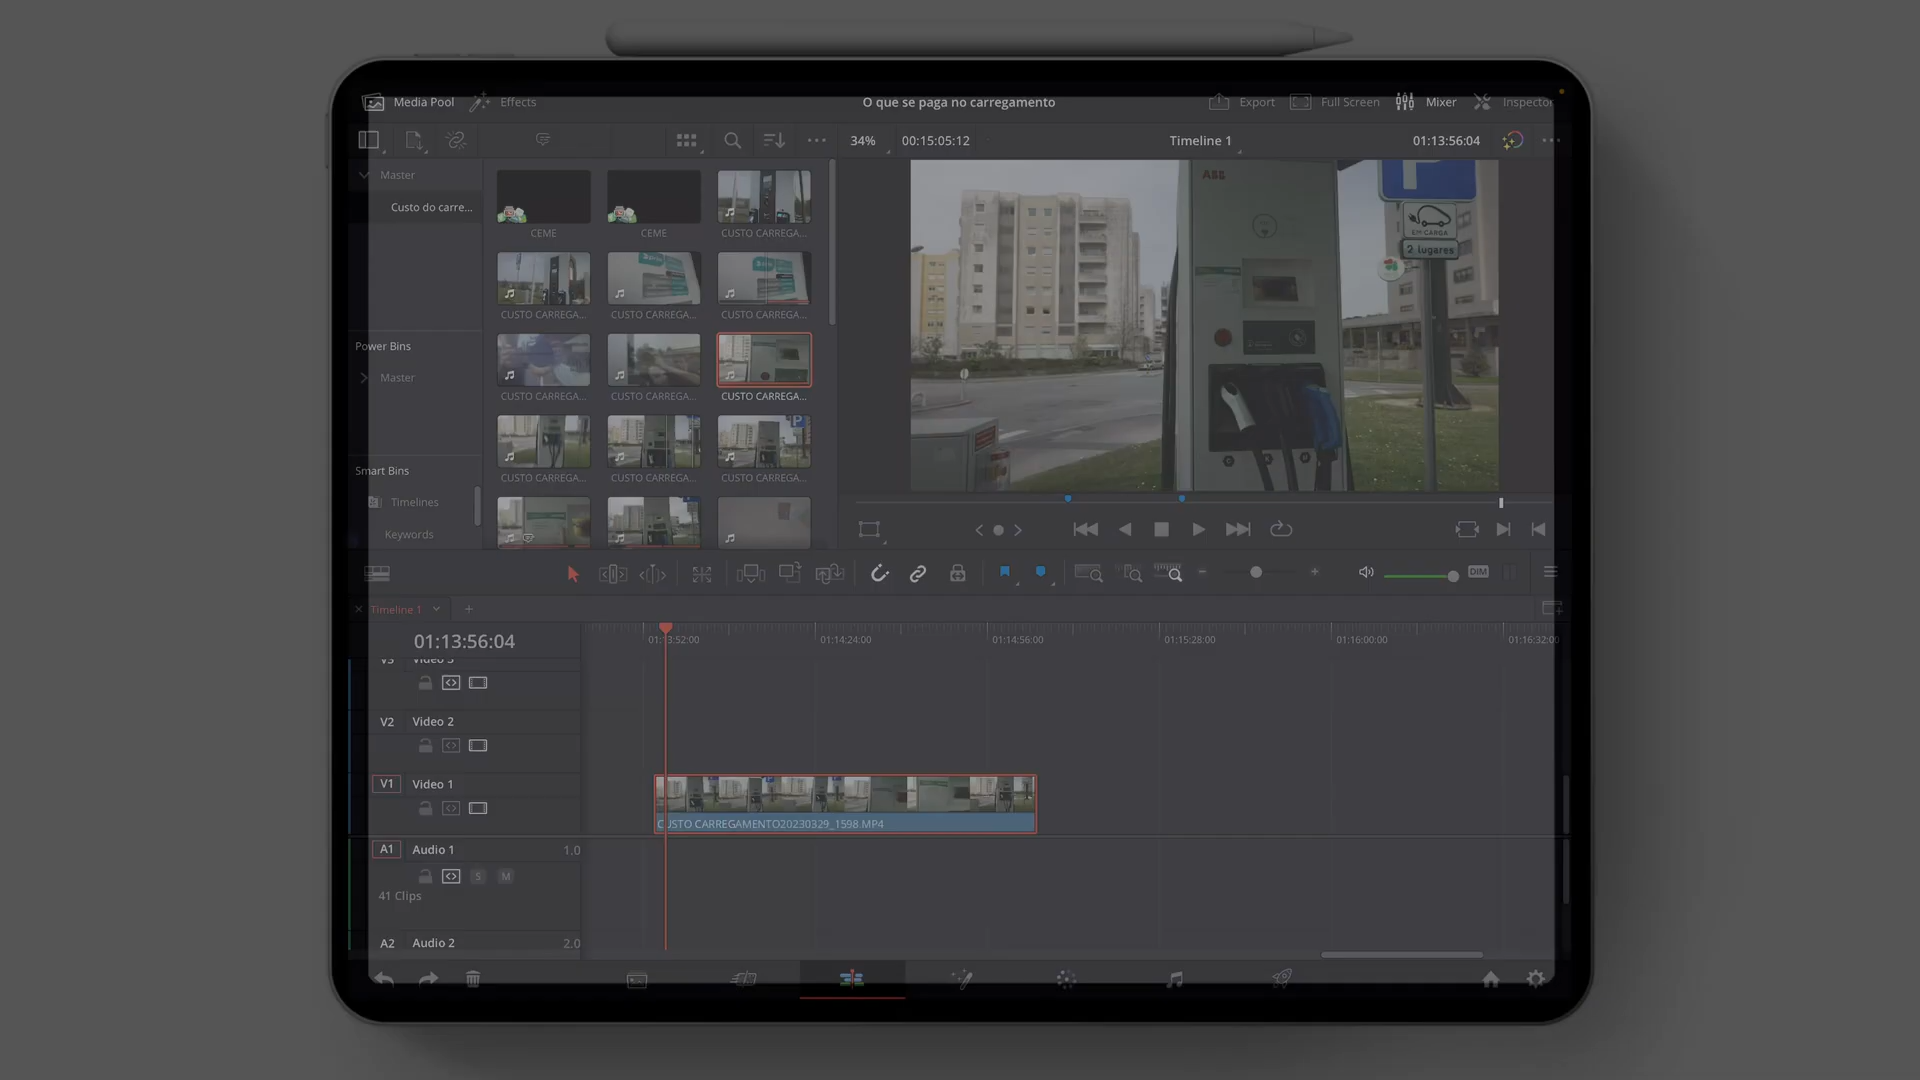 Media Pool
Effects
O que se paga no carregamento
Export
Full Screen
Mixer
Inspector
34%
00:15:05:12
Timeline 1
01:13:56:04
Master
Custo do carre...
CEME
CEME
CUSTO CARREGA...
CUSTO CARREGA...
CUSTO CARREGA...
CUSTO CARREGA...
CUSTO CARREGA...
CUSTO CARREGA...
CUSTO CARREGA...
CUSTO CARREGA...
CUSTO CARREGA...
CUSTO CARREGA...
Power Bins
Master
Smart Bins
Timelines
Keywords
ABB
EM CARGA
2 lugares
DIM
Timeline 1
01:13:56:04
01:13:52:00
01:14:24:00
01:14:56:00
01:15:28:00
01:16:00:00
01:16:32:00
V3
Video 3
V2
Video 2
V1
Video 1
CUSTO CARREGAMENTO20230329_1598.MP4
A1
Audio 1
1.0
S
M
41 Clips
A2
Audio 2
2.0